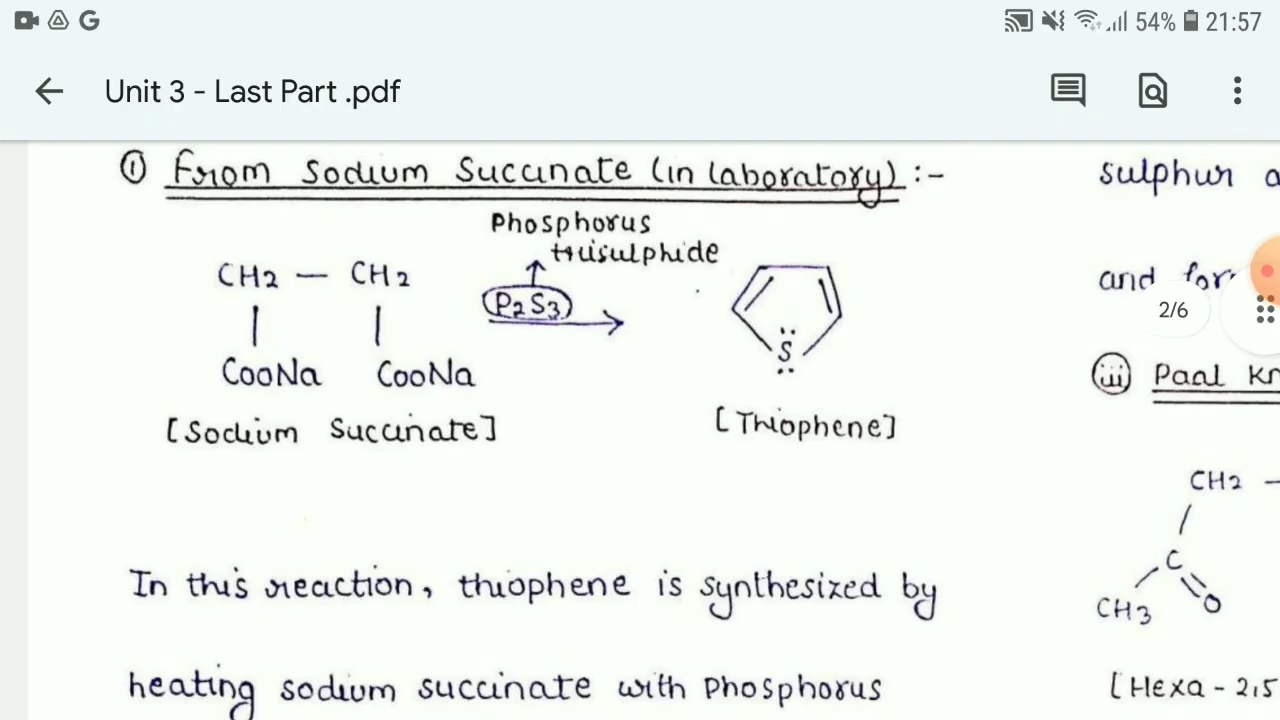 54% 21:57
Unit 3 - Last Part .pdf
① From Sodium Succinate (in laboratory) :-
Phosphorus
trisulphide
CH2 — CH2
P2S3
COONa COONa
S
[Sodium Succinate]
[Thiophene]
In this reaction, thiophene is synthesized by
heating sodium succinate with Phosphorus
sulphur a
and for
2/6
(iii) Paal Kn
CH2 –
C
CH3 O
[Hexa - 2,5